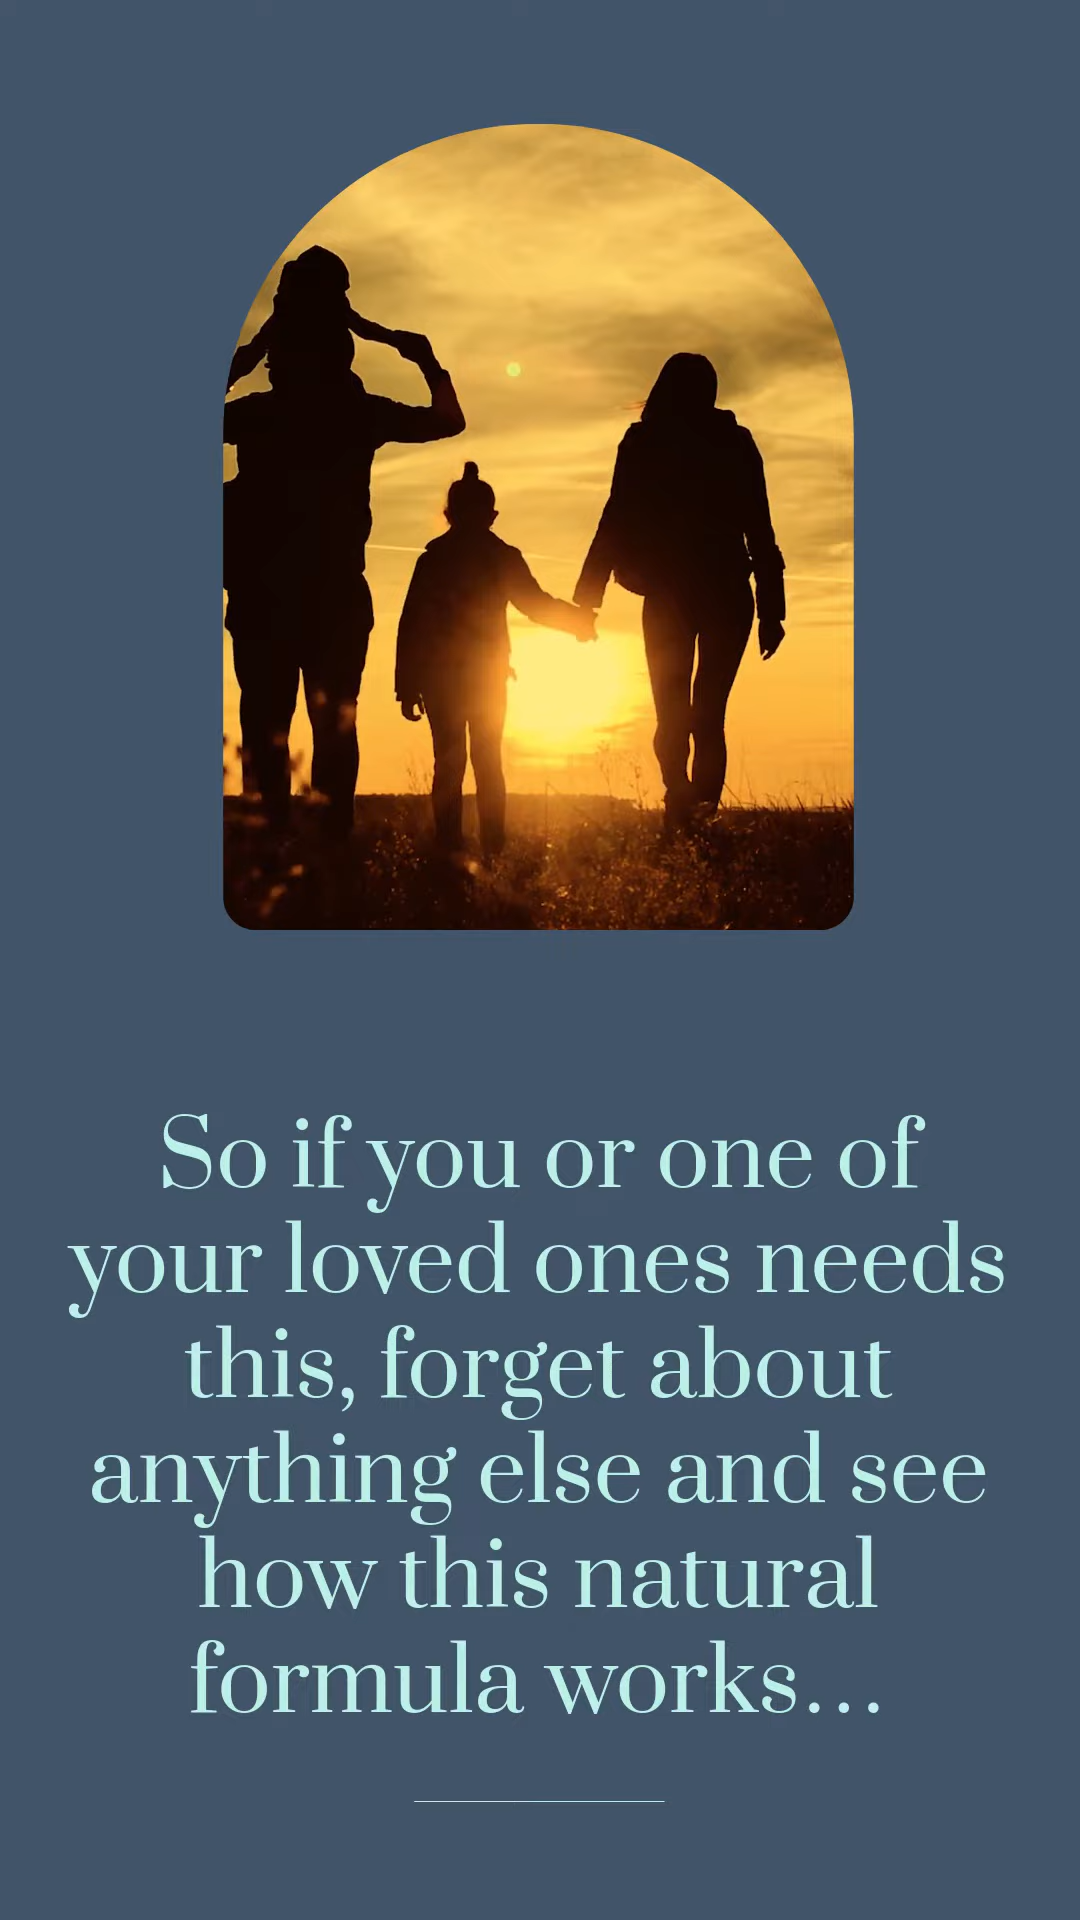 So if you or one of
your loved ones needs
this, forget about
anything else and see
how this natural
formula works...